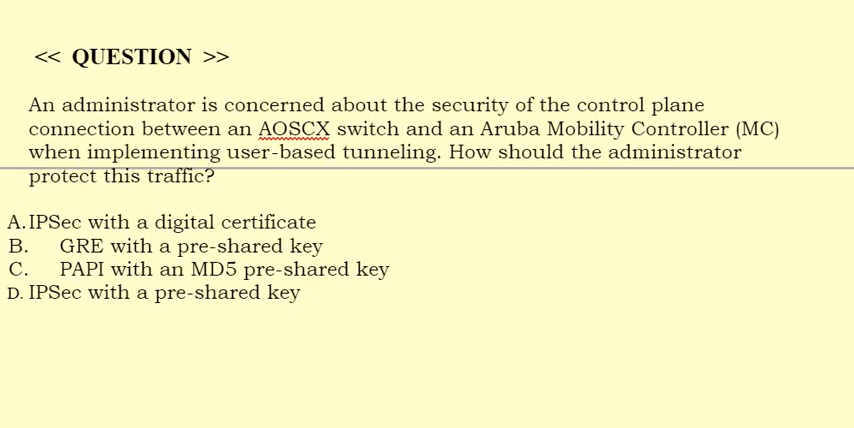 << QUESTION >>
An administrator is concerned about the security of the control plane
connection between an AOSCX switch and an Aruba Mobility Controller (MC)
when implementing user-based tunneling. How should the administrator
protect this traffic?
A. IPSec with a digital certificate
B. GRE with a pre-shared key
C. PAPI with an MD5 pre-shared key
D. IPSec with a pre-shared key